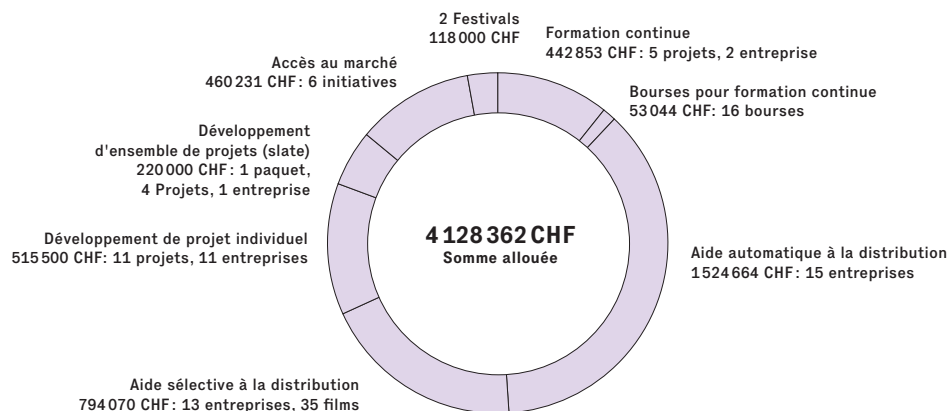 2 Festivals
118 000 CHF
Formation continue
442 853 CHF : 5 projets, 2 entreprise
Accès au marché
460 231 CHF : 6 initiatives
Bourses pour formation continue
53 044 CHF : 16 bourses
Développement
d'ensemble de projets (slate)
220 000 CHF : 1 paquet,
4 Projets, 1 entreprise
4 128 362 CHF
Somme allouée
Développement de projet individuel
515 500 CHF : 11 projets, 11 entreprises
Aide automatique à la distribution
1 524 664 CHF : 15 entreprises
Aide sélective à la distribution
794 070 CHF : 13 entreprises, 35 films